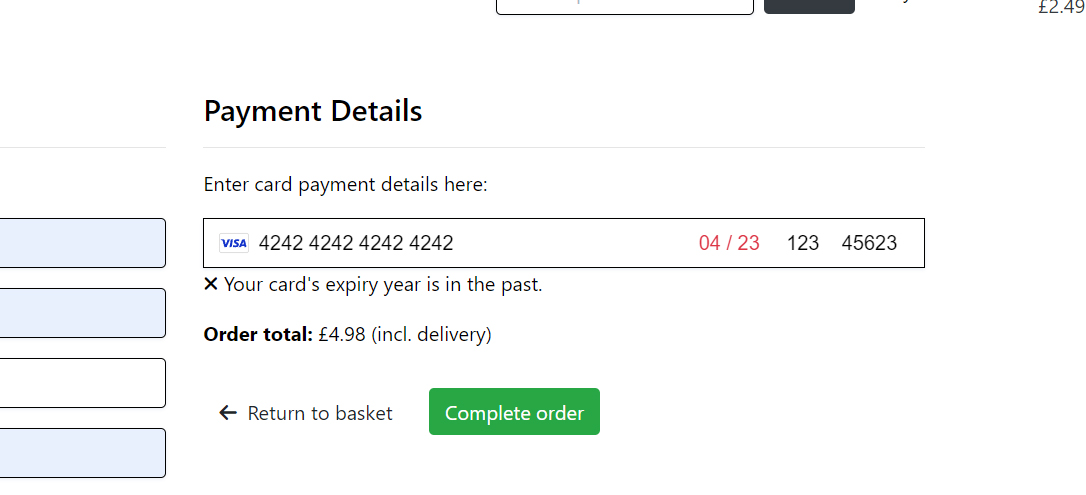 £2.49
Payment Details
Enter card payment details here:
VISA 4242 4242 4242 4242 04 / 23 123 45623
Your card's expiry year is in the past.
Order total: £4.98 (incl. delivery)
Return to basket Complete order